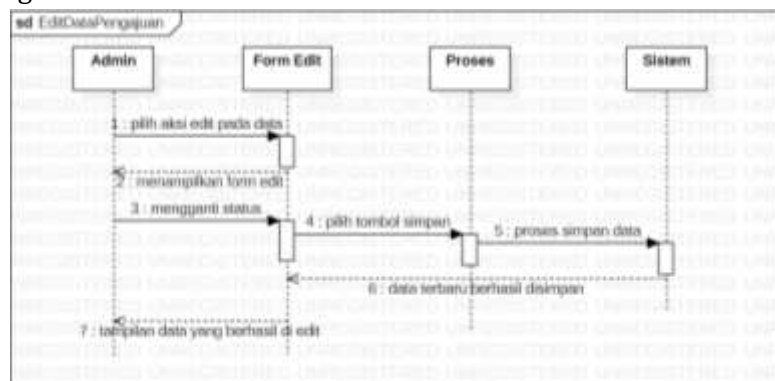 sd EditDataPengajuan
Admin
Form Edit
Proses
Sistem
1 : pilih aksi edit pada data
2 : menampilkan form edit
3 : mengganti status
4 : pilih tombol simpan
5 : proses simpan data
6 : data terbaru berhasil disimpan
7 : tampilan data yang berhasil di edit
UNREGISTERED